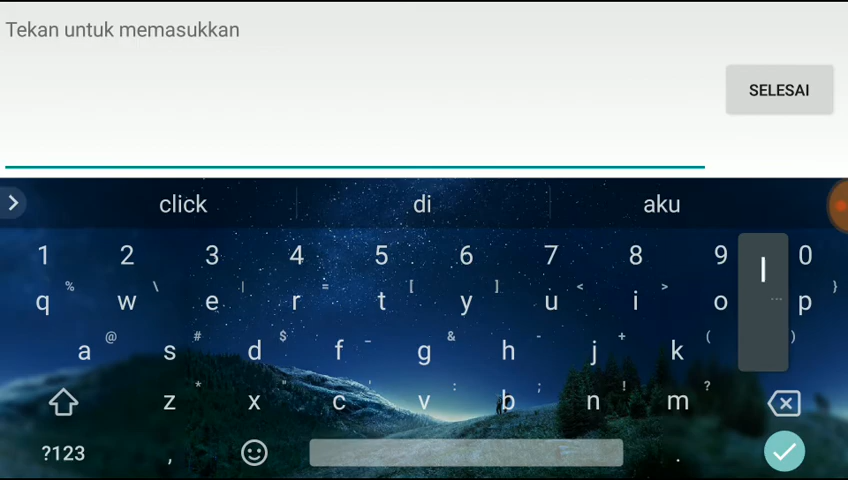 Tekan untuk memasukkan
SELESAI
click di aku
1 2 3 4 5 6 7 8 9 0
% \ | = [ ] < > }
q w e r t y u i o p
@ # $ _ & - + ( )
a s d f g h j k l
* " ' : ; ! ?
z x c v b n m
?123 , .